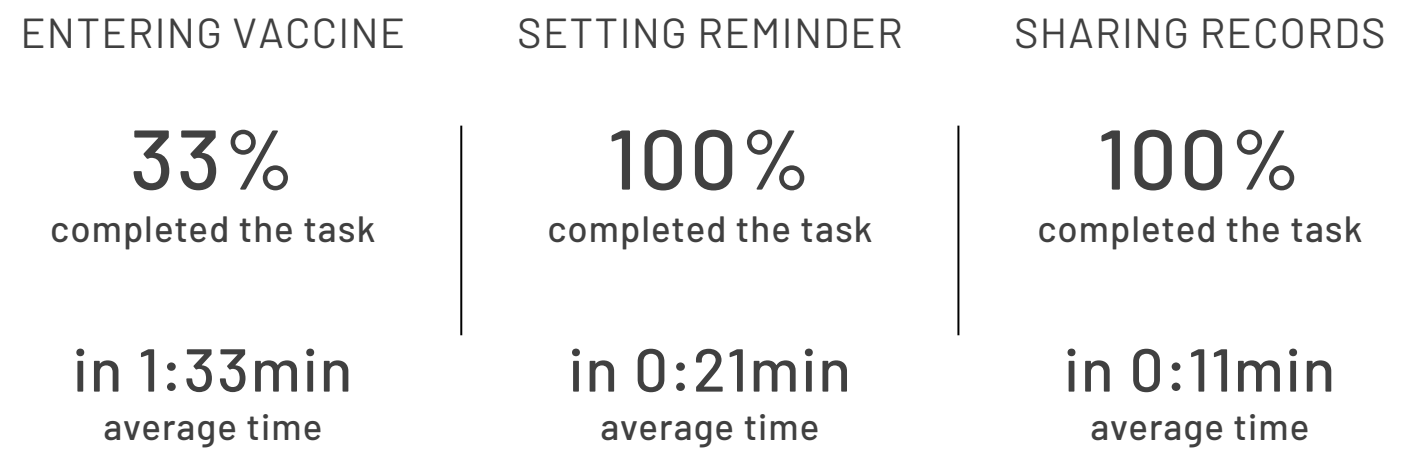 ENTERING VACCINE
33%
completed the task
in 1:33min
average time
SETTING REMINDER
100%
completed the task
in 0:21min
average time
SHARING RECORDS
100%
completed the task
in 0:11min
average time